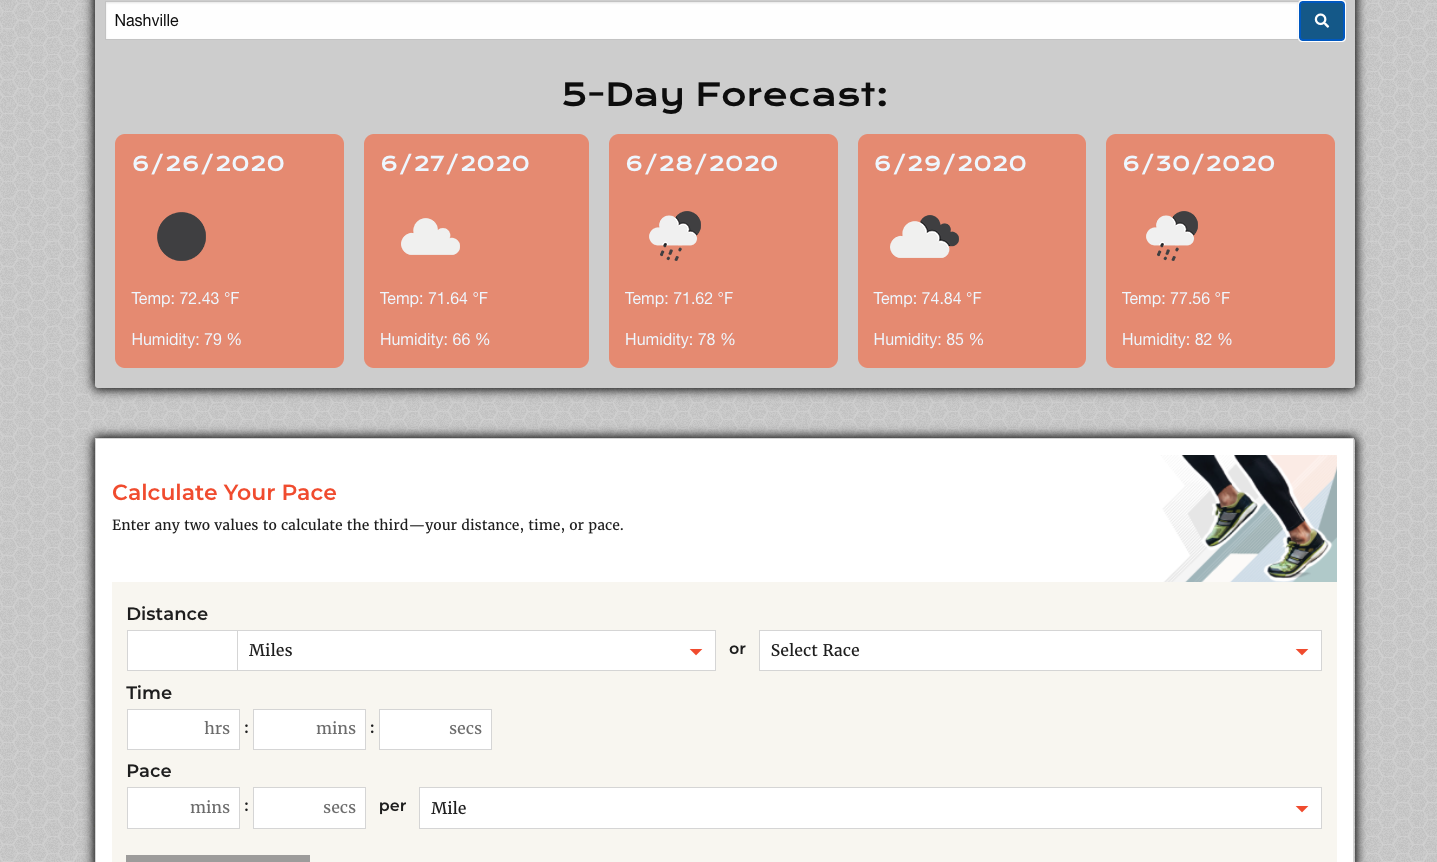 Nashville
5-Day Forecast:
6/26/2020
Temp: 72.43 °F
Humidity: 79 %
6/27/2020
Temp: 71.64 °F
Humidity: 66 %
6/28/2020
Temp: 71.62 °F
Humidity: 78 %
6/29/2020
Temp: 74.84 °F
Humidity: 85 %
6/30/2020
Temp: 77.56 °F
Humidity: 82 %
Calculate Your Pace
Enter any two values to calculate the third—your distance, time, or pace.
Distance
Miles or Select Race
Time
hrs : mins : secs
Pace
mins : secs per Mile